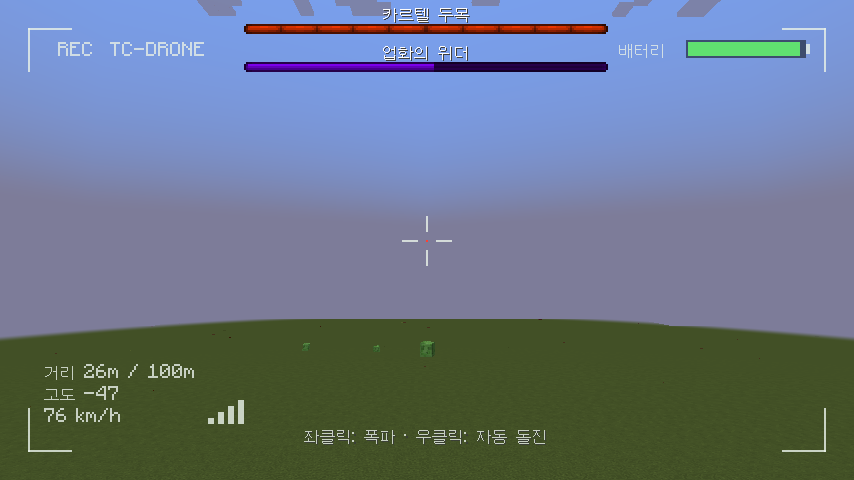 카르텔 두목
REC TC-DRONE
업화의 위더
배터리
거리 26m / 100m
고도 -47
76 km/h
좌클릭: 폭파 · 우클릭: 자동 돌진